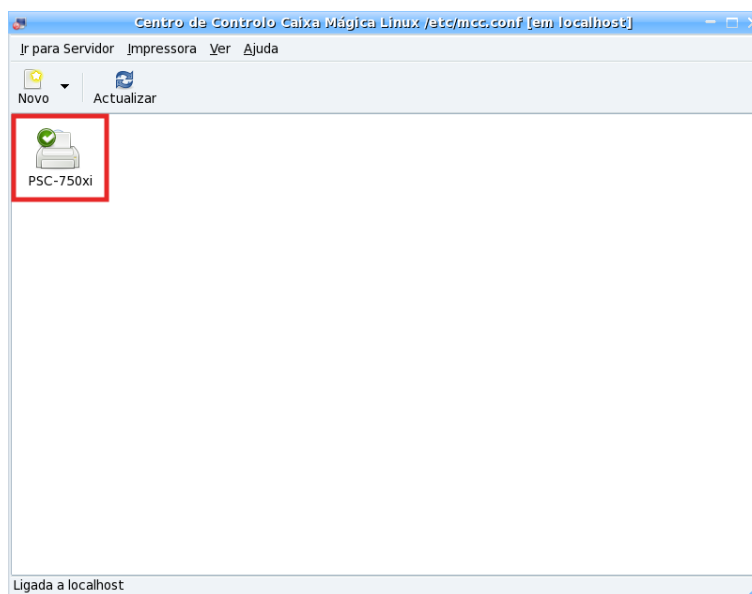 Centro de Controlo Caixa Mágica Linux /etc/mcc.conf [em localhost]
Ir para Servidor Impressora Ver Ajuda
Novo Actualizar
PSC-750xi
Ligada a localhost